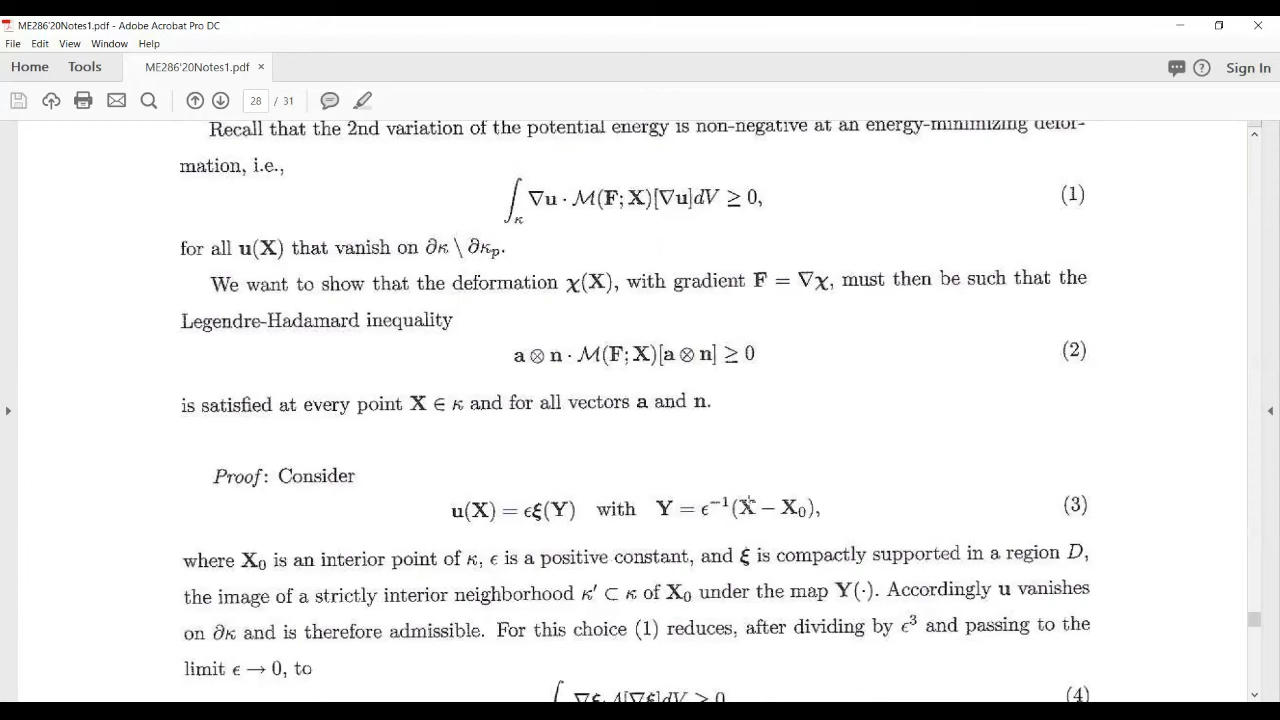 ME286'20Notes1.pdf - Adobe Acrobat Pro DC
File Edit View Window Help
Home Tools ME286'20Notes1.pdf × Sign In
28 / 31
Recall that the 2nd variation of the potential energy is non-negative at an energy-minimizing defor-
mation, i.e.,
∫_κ ∇u · ℳ(F; X)[∇u]dV ≥ 0, (1)
for all u(X) that vanish on ∂κ \ ∂κ_p.
We want to show that the deformation χ(X), with gradient F = ∇χ, must then be such that the
Legendre-Hadamard inequality
a ⊗ n · ℳ(F; X)[a ⊗ n] ≥ 0 (2)
is satisfied at every point X ∈ κ and for all vectors a and n.
Proof: Consider
u(X) = ϵξ(Y) with Y = ϵ⁻¹(X − X₀), (3)
where X₀ is an interior point of κ, ϵ is a positive constant, and ξ is compactly supported in a region D,
the image of a strictly interior neighborhood κ′ ⊂ κ of X₀ under the map Y(·). Accordingly u vanishes
on ∂κ and is therefore admissible. For this choice (1) reduces, after dividing by ϵ³ and passing to the
limit ϵ → 0, to
(4)